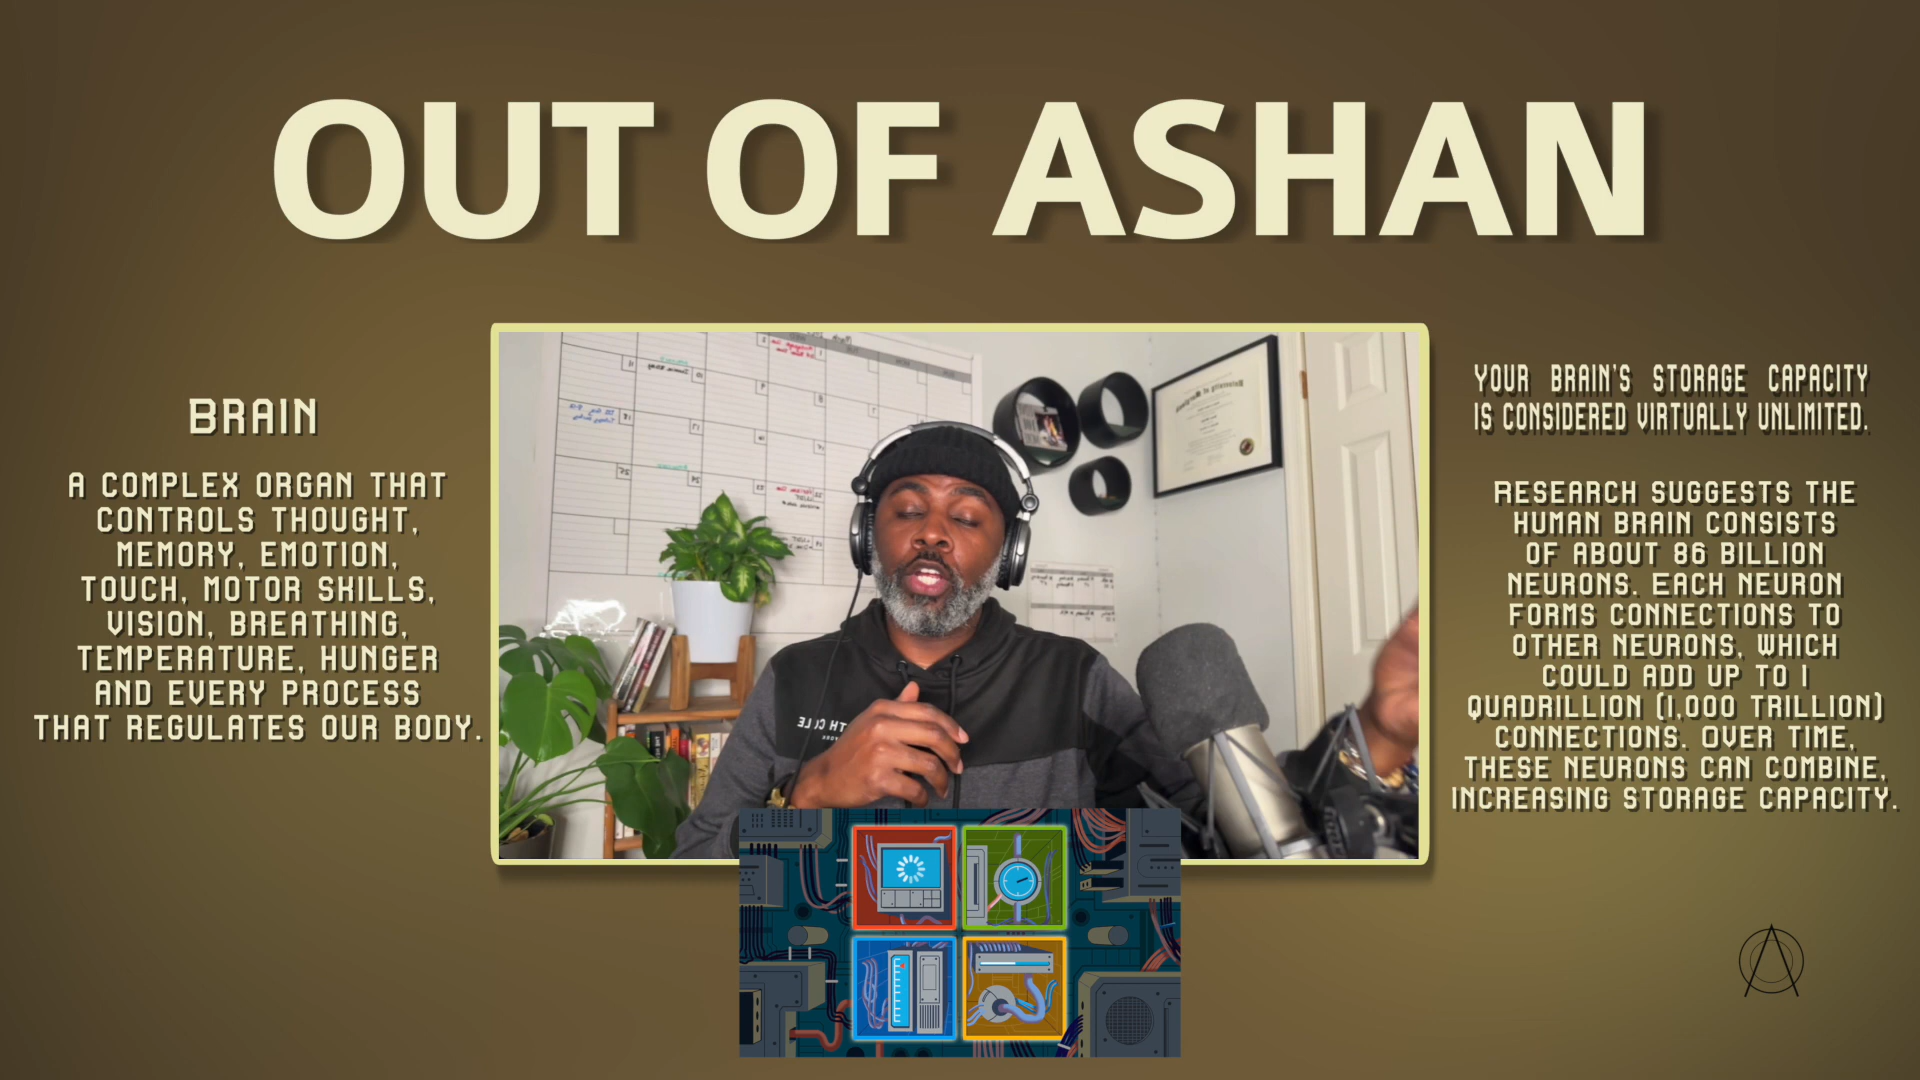 OUT OF ASHAN
BRAIN
A COMPLEX ORGAN THAT
CONTROLS THOUGHT,
MEMORY, EMOTION,
TOUCH, MOTOR SKILLS,
VISION, BREATHING,
TEMPERATURE, HUNGER
AND EVERY PROCESS
THAT REGULATES OUR BODY.
YOUR BRAIN'S STORAGE CAPACITY
IS CONSIDERED VIRTUALLY UNLIMITED.
RESEARCH SUGGESTS THE
HUMAN BRAIN CONSISTS
OF ABOUT 86 BILLION
NEURONS. EACH NEURON
FORMS CONNECTIONS TO
OTHER NEURONS, WHICH
COULD ADD UP TO 1
QUADRILLION (1,000 TRILLION)
CONNECTIONS. OVER TIME,
THESE NEURONS CAN COMBINE,
INCREASING STORAGE CAPACITY.